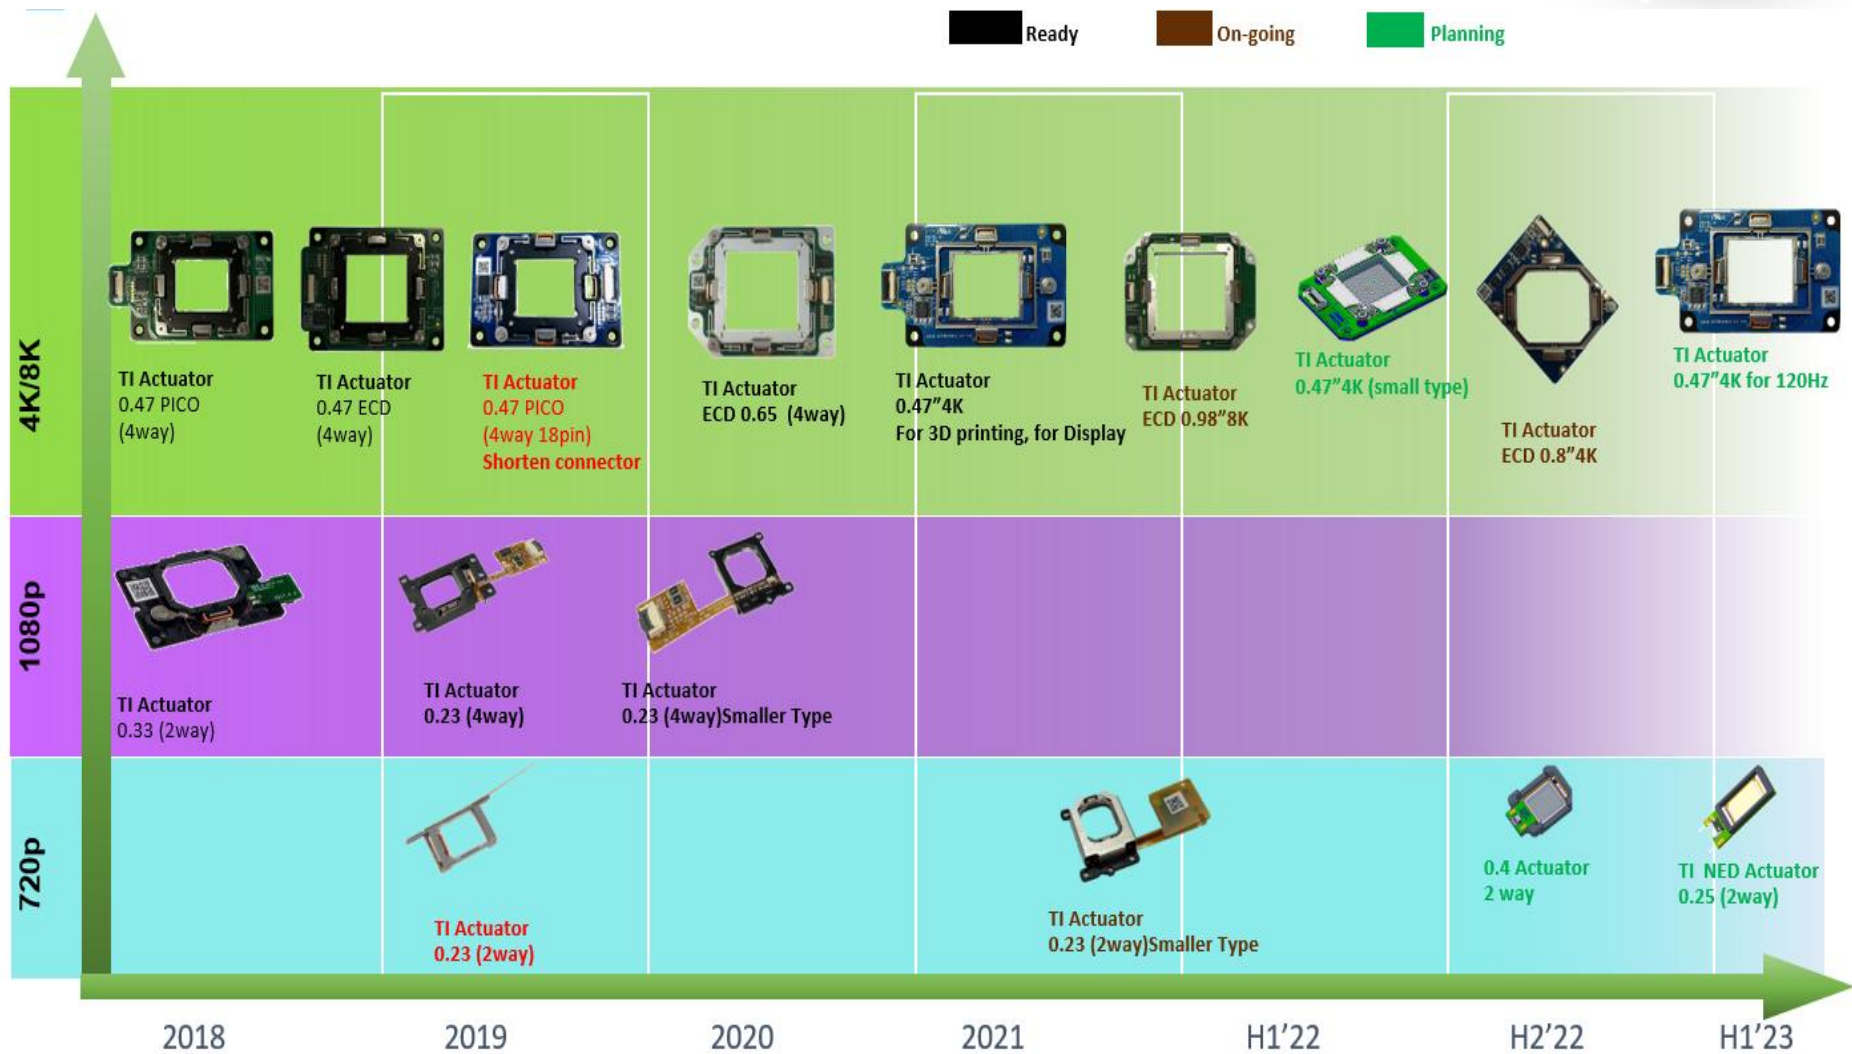 Ready
On-going
Planning
4K/8K
TI Actuator
0.47 PICO
(4way)
TI Actuator
0.47 ECD
(4way)
TI Actuator
0.47 PICO
(4way 18pin)
Shorten connector
TI Actuator
ECD 0.65 (4way)
TI Actuator
0.47”4K
For 3D printing, for Display
TI Actuator
ECD 0.98”8K
TI Actuator
0.47”4K (small type)
TI Actuator
ECD 0.8”4K
TI Actuator
0.47”4K for 120Hz
1080p
TI Actuator
0.33 (2way)
TI Actuator
0.23 (4way)
TI Actuator
0.23 (4way)Smaller Type
720p
TI Actuator
0.23 (2way)
TI Actuator
0.23 (2way)Smaller Type
0.4 Actuator
2 way
TI NED Actuator
0.25 (2way)
2018
2019
2020
2021
H1’22
H2’22
H1’23